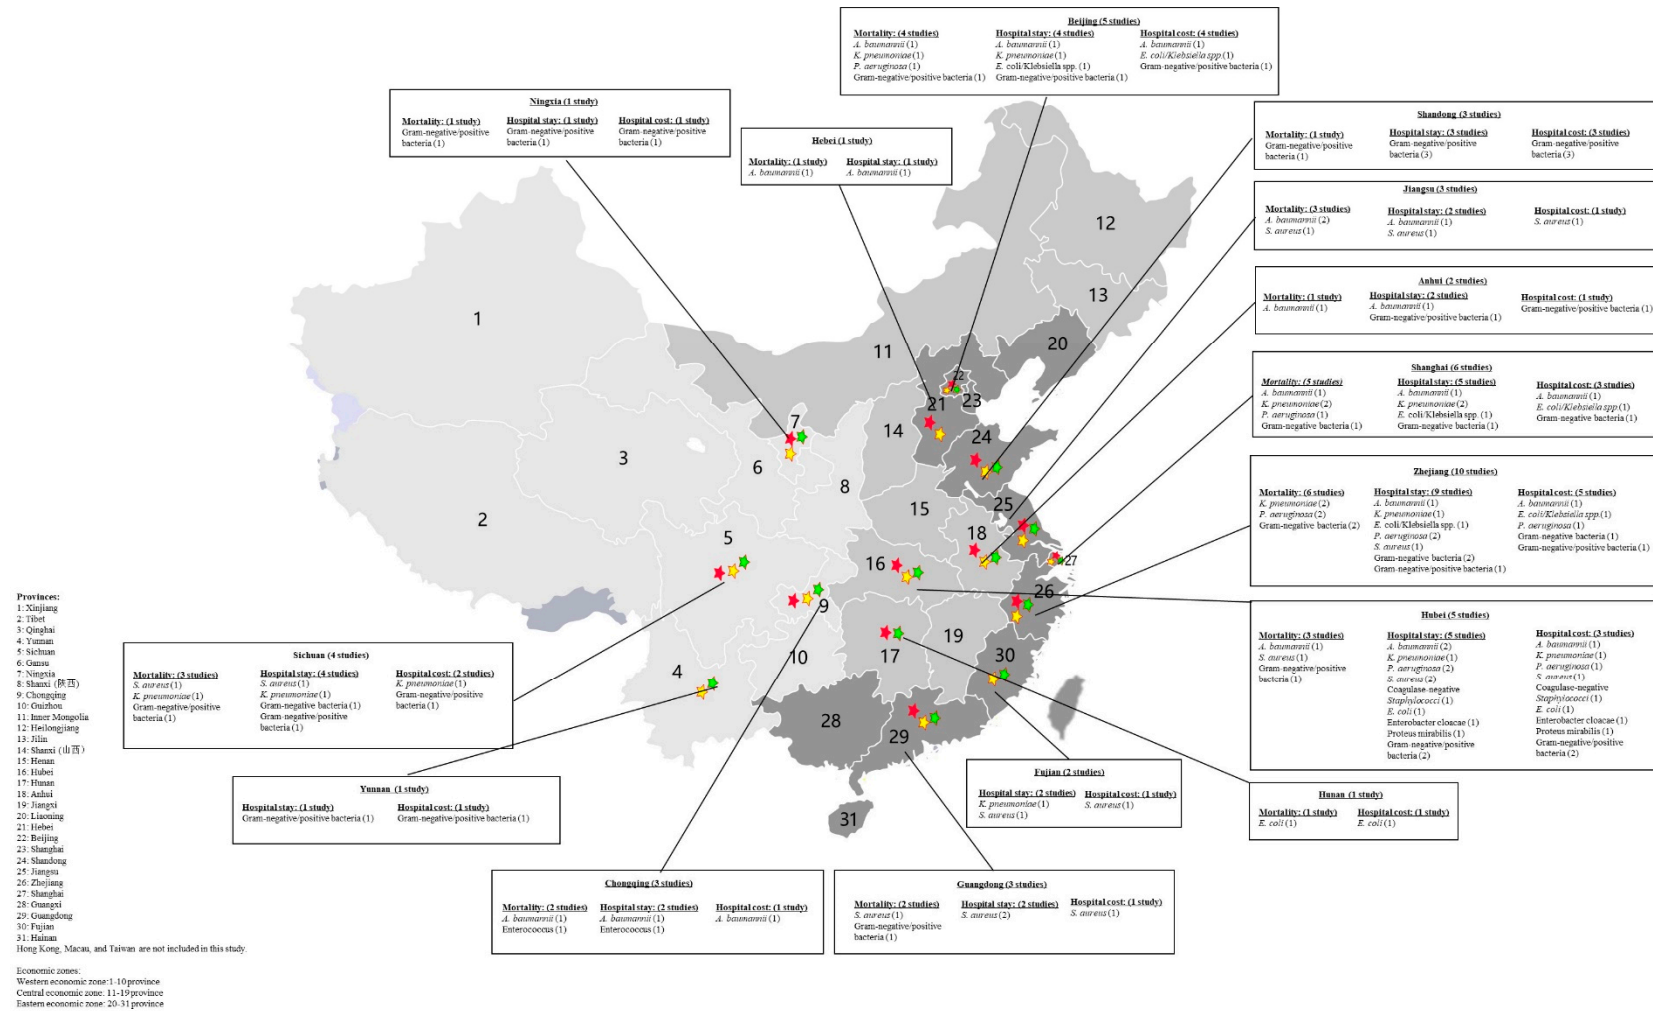 Beijing (5 studies)
Mortality: (4 studies)
A. baumannii (1)
K. pneumoniae (1)
P. aeruginosa (1)
Gram-negative/positive bacteria (1)
Hospital stay: (4 studies)
A. baumannii (1)
K. pneumoniae (1)
E. coli/Klebsiella spp. (1)
Gram-negative/positive bacteria (1)
Hospital cost: (4 studies)
A. baumannii (1)
E. coli/Klebsiella spp.(1)
Gram-negative/positive bacteria (1)
Ningxia (1 study)
Mortality: (1 study)
Gram-negative/positive
bacteria (1)
Hospital stay: (1 study)
Gram-negative/positive
bacteria (1)
Hospital cost: (1 study)
Gram-negative/positive
bacteria (1)
Hebei (1 study)
Mortality: (1 study)
A. baumannii (1)
Hospital stay: (1 study)
A. baumannii (1)
Shandong (3 studies)
Mortality: (1 study)
Gram-negative/positive
bacteria (1)
Hospital stay: (3 studies)
Gram-negative/positive
bacteria (3)
Hospital cost: (3 studies)
Gram-negative/positive
bacteria (3)
Jiangsu (3 studies)
Mortality: (3 studies)
A. baumannii (2)
S. aureus (1)
Hospital stay: (2 studies)
A. baumannii (1)
S. aureus (1)
Hospital cost: (1 study)
S. aureus (1)
Anhui (2 studies)
Mortality: (1 study)
A. baumannii (1)
Hospital stay: (2 studies)
A. baumannii (1)
Gram-negative/positive bacteria (1)
Hospital cost: (1 study)
Gram-negative/positive bacteria (1)
Shanghai (6 studies)
Mortality: (5 studies)
A. baumannii (1)
K. pneumoniae (2)
P. aeruginosa (1)
Gram-negative bacteria (1)
Hospital stay: (5 studies)
A. baumannii (1)
K. pneumoniae (2)
E. coli/Klebsiella spp. (1)
Gram-negative bacteria (1)
Hospital cost: (3 studies)
A. baumannii (1)
E. coli/Klebsiella spp.(1)
Gram-negative bacteria (1)
Zhejiang (10 studies)
Mortality: (6 studies)
K. pneumoniae (2)
P. aeruginosa (2)
Gram-negative bacteria (2)
Hospital stay: (9 studies)
A. baumannii (1)
K. pneumoniae (1)
E. coli/Klebsiella spp. (1)
P. aeruginosa (2)
S. aureus (1)
Gram-negative bacteria (2)
Gram-negative/positive bacteria (1)
Hospital cost: (5 studies)
A. baumannii (1)
E. coli/Klebsiella spp.(1)
P. aeruginosa (1)
Gram-negative bacteria (1)
Gram-negative/positive bacteria (1)
Hubei (5 studies)
Mortality: (3 studies)
A. baumannii (1)
S. aureus (1)
Gram-negative/positive
bacteria (1)
Hospital stay: (5 studies)
A. baumannii (2)
K. pneumoniae (1)
P. aeruginosa (2)
S. aureus (2)
Coagulase-negative
Staphylococci (1)
E. coli (1)
Enterobacter cloacae (1)
Proteus mirabilis (1)
Gram-negative/positive
bacteria (2)
Hospital cost: (3 studies)
A. baumannii (1)
K. pneumoniae (1)
P. aeruginosa (1)
S. aureus (1)
Coagulase-negative
Staphylococci (1)
E. coli (1)
Enterobacter cloacae (1)
Proteus mirabilis (1)
Gram-negative/positive
bacteria (2)
Hunan (1 study)
Mortality: (1 study)
E. coli (1)
Hospital cost: (1 study)
E. coli (1)
Fujian (2 studies)
Hospital stay: (2 studies)
K. pneumoniae (1)
S. aureus (1)
Hospital cost: (1 study)
S. aureus (1)
Guangdong (3 studies)
Mortality: (2 studies)
S. aureus (1)
Gram-negative/positive
bacteria (1)
Hospital stay: (2 studies)
S. aureus (2)
Hospital cost: (1 study)
S. aureus (1)
Chongqing (3 studies)
Mortality: (2 studies)
A. baumannii (1)
Enterococcus (1)
Hospital stay: (2 studies)
A. baumannii (1)
Enterococcus (1)
Hospital cost: (1 study)
A. baumannii (1)
Yunnan (1 study)
Hospital stay: (1 study)
Gram-negative/positive bacteria (1)
Hospital cost: (1 study)
Gram-negative/positive bacteria (1)
Sichuan (4 studies)
Mortality: (3 studies)
S. aureus (1)
K. pneumoniae (1)
Gram-negative/positive
bacteria (1)
Hospital stay: (4 studies)
S. aureus (1)
K. pneumoniae (1)
Gram-negative bacteria (1)
Gram-negative/positive
bacteria (1)
Hospital cost: (2 studies)
K. pneumoniae (1)
Gram-negative/positive
bacteria (1)
1
2
3
4
5
6
7
8
9
10
11
12
13
14
15
16
17
18
19
20
21
22
23
24
25
26
27
28
29
30
31
Provinces:
1: Xinjiang
2: Tibet
3: Qinghai
4: Yunnan
5: Sichuan
6: Gansu
7: Ningxia
8: Shanxi (陕西)
9: Chongqing
10: Guizhou
11: Inner Mongolia
12: Heilongjiang
13: Jilin
14: Shanxi (山西)
15: Henan
16: Hubei
17: Hunan
18: Anhui
19: Jiangxi
20: Liaoning
21: Hebei
22: Beijing
23: Shanghai
24: Shandong
25: Jiangsu
26: Zhejiang
27: Shanghai
28: Guangxi
29: Guangdong
30: Fujian
31: Hainan
Hong Kong, Macau, and Taiwan are not included in this study.
Economic zones:
Western economic zone:1-10 province
Central economic zone: 11-19 province
Eastern economic zone: 20-31 province